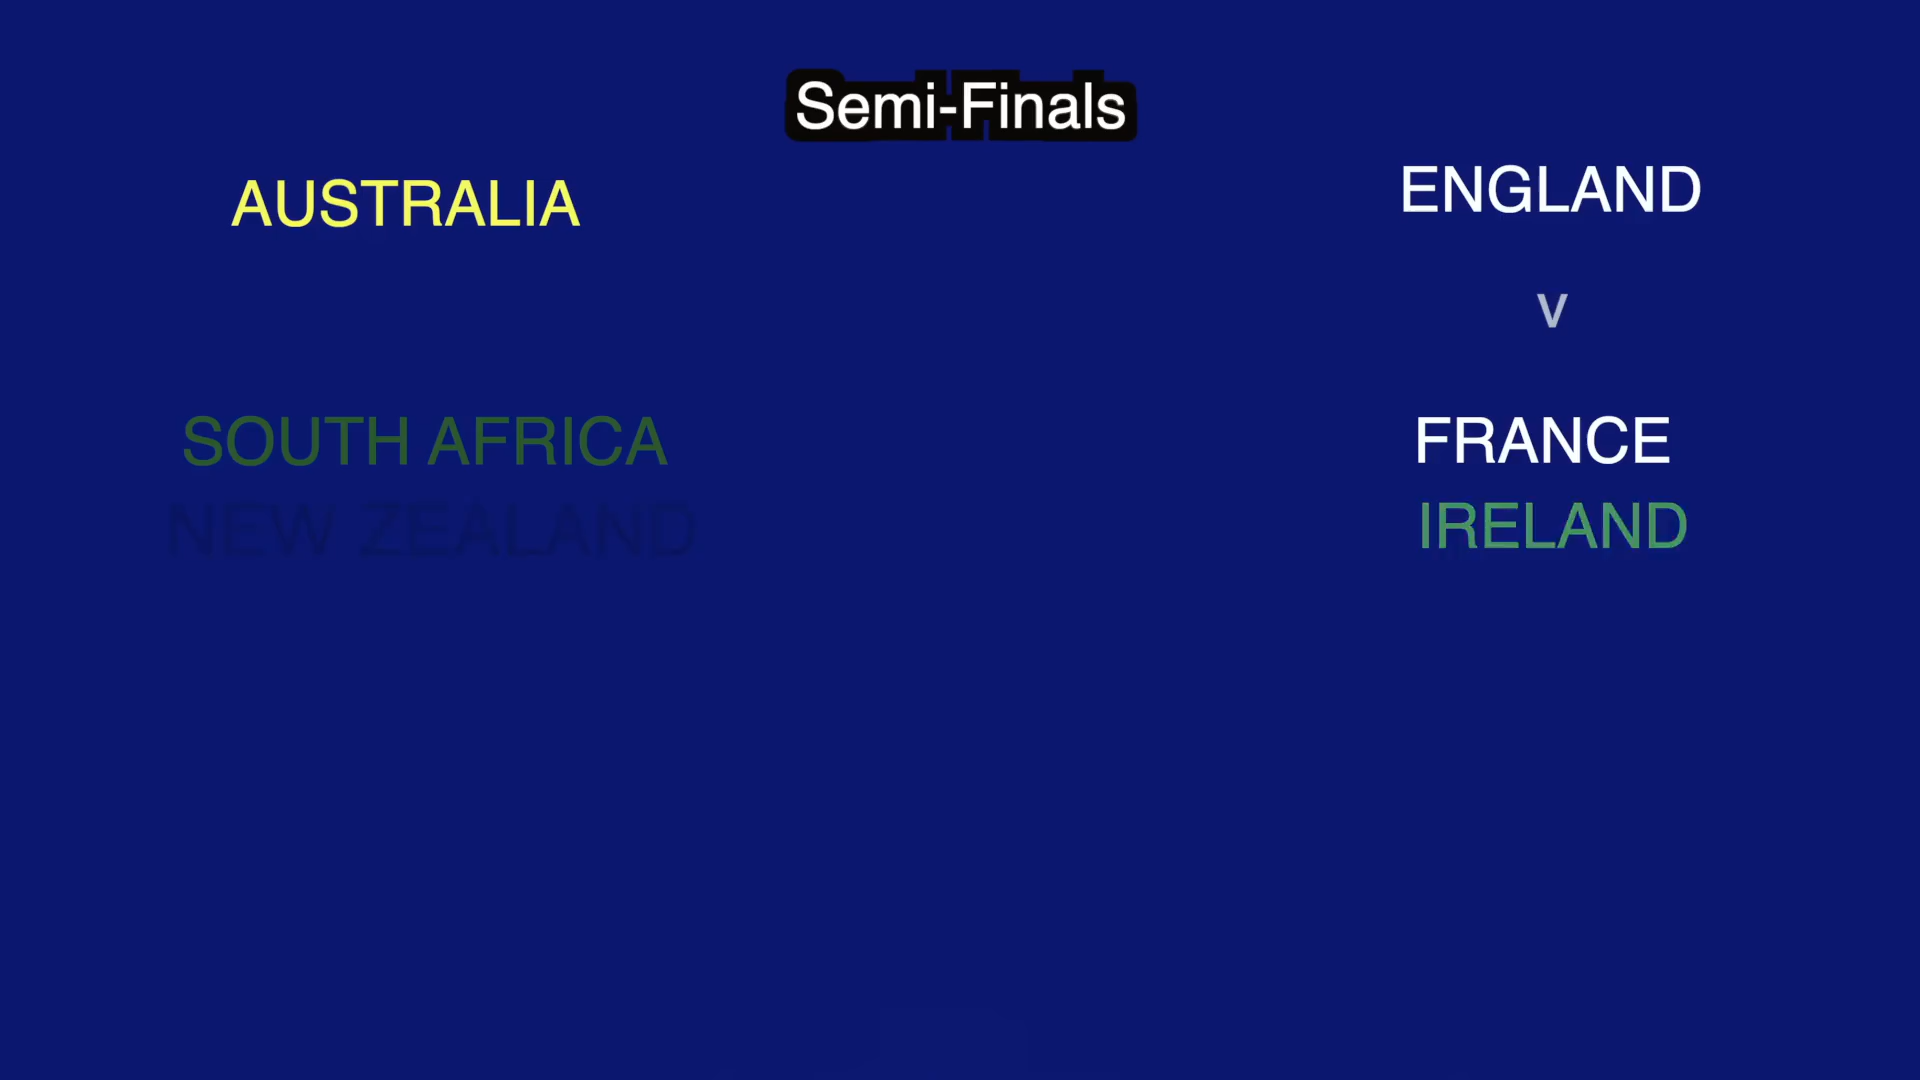 Semi-Finals
AUSTRALIA
SOUTH AFRICA
NEW ZEALAND
ENGLAND
v
FRANCE
IRELAND